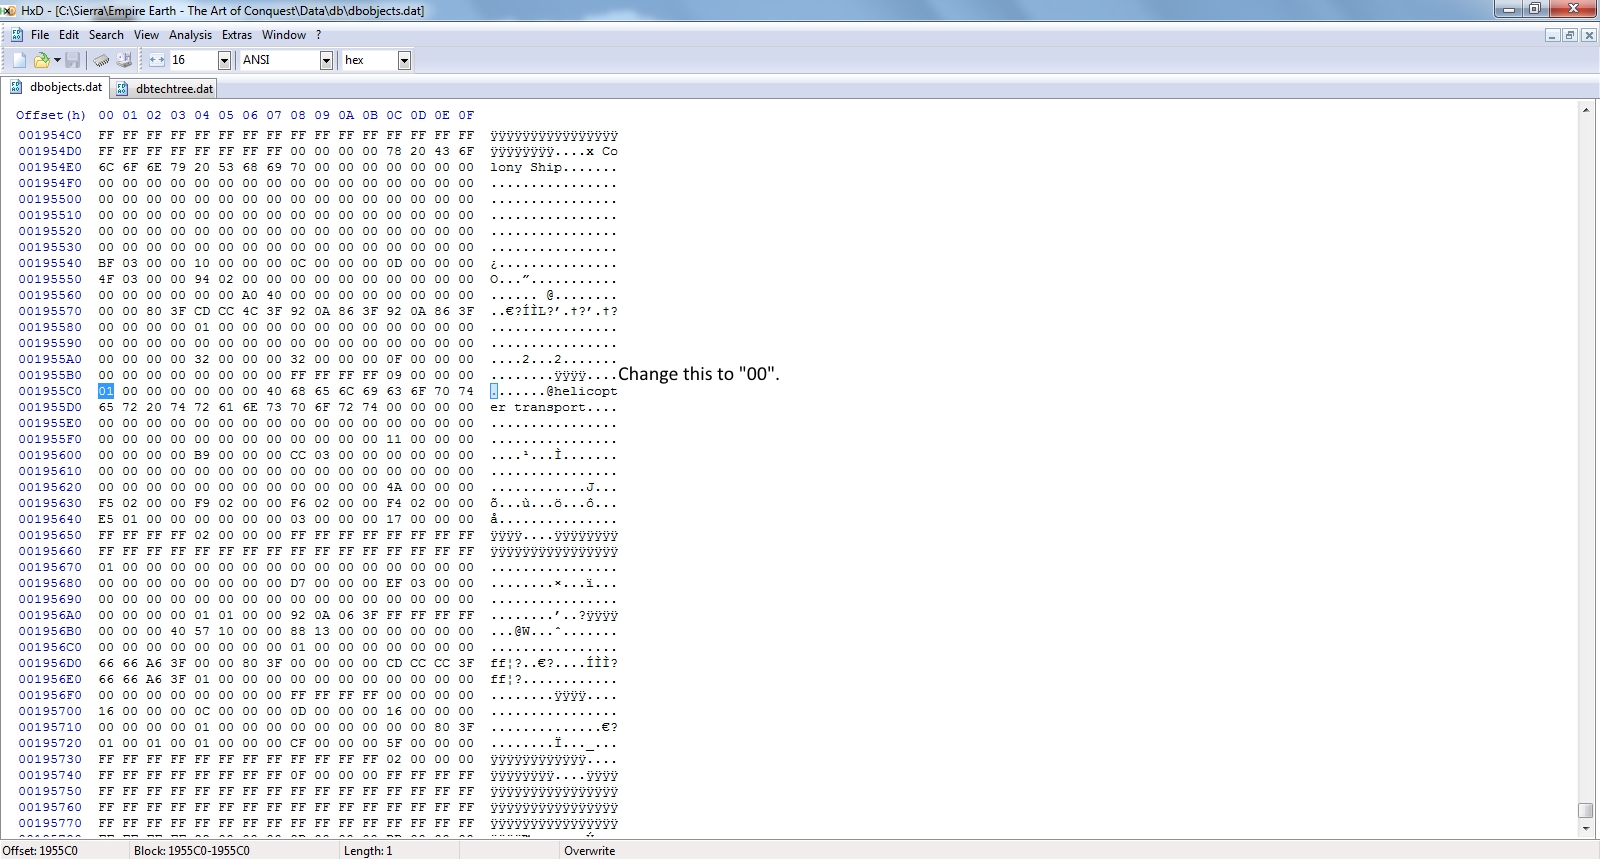 HxD - [C:\Sierra\Empire Earth - The Art of Conquest\Data\db\dbobjects.dat]
File Edit Search View Analysis Extras Window ?
16 ANSI hex
dbobjects.dat dbtechtree.dat
Offset(h) 00 01 02 03 04 05 06 07 08 09 0A 0B 0C 0D 0E 0F
001954C0 FF FF FF FF FF FF FF FF FF FF FF FF FF FF FF FF ÿÿÿÿÿÿÿÿÿÿÿÿÿÿÿÿ
001954D0 FF FF FF FF FF FF FF FF 00 00 00 00 78 20 43 6F ÿÿÿÿÿÿÿÿ....x Co
001954E0 6C 6F 6E 79 20 53 68 69 70 00 00 00 00 00 00 00 lony Ship.......
001954F0 00 00 00 00 00 00 00 00 00 00 00 00 00 00 00 00 ................
00195500 00 00 00 00 00 00 00 00 00 00 00 00 00 00 00 00 ................
00195510 00 00 00 00 00 00 00 00 00 00 00 00 00 00 00 00 ................
00195520 00 00 00 00 00 00 00 00 00 00 00 00 00 00 00 00 ................
00195530 00 00 00 00 00 00 00 00 00 00 00 00 00 00 00 00 ................
00195540 BF 03 00 00 10 00 00 00 0C 00 00 00 0D 00 00 00 ¿...............
00195550 4F 03 00 00 94 02 00 00 00 00 00 00 00 00 00 00 O...”...........
00195560 00 00 00 00 00 00 A0 40 00 00 00 00 00 00 00 00 ...... @........
00195570 00 00 80 3F CD CC 4C 3F 92 0A 86 3F 92 0A 86 3F ..€?ÍÌL?’.†?’.†?
00195580 00 00 00 00 01 00 00 00 00 00 00 00 00 00 00 00 ................
00195590 00 00 00 00 00 00 00 00 00 00 00 00 00 00 00 00 ................
001955A0 00 00 00 00 32 00 00 00 32 00 00 00 0F 00 00 00 ....2...2.......
001955B0 00 00 00 00 00 00 00 00 FF FF FF FF 09 00 00 00 ........ÿÿÿÿ....
Change this to "00".
001955C0 01 00 00 00 00 00 00 40 68 65 6C 69 63 6F 70 74 .......@helicopt
001955D0 65 72 20 74 72 61 6E 73 70 6F 72 74 00 00 00 00 er transport....
001955E0 00 00 00 00 00 00 00 00 00 00 00 00 00 00 00 00 ................
001955F0 00 00 00 00 00 00 00 00 00 00 00 00 11 00 00 00 ................
00195600 00 00 00 00 B9 00 00 00 CC 03 00 00 00 00 00 00 ....¹...Ì.......
00195610 00 00 00 00 00 00 00 00 00 00 00 00 00 00 00 00 ................
00195620 00 00 00 00 00 00 00 00 00 00 00 00 4A 00 00 00 ............J...
00195630 F5 02 00 00 F9 02 00 00 F6 02 00 00 F4 02 00 00 õ...ù...ö...ô...
00195640 E5 01 00 00 00 00 00 00 03 00 00 00 17 00 00 00 å...............
00195650 FF FF FF FF 02 00 00 00 FF FF FF FF FF FF FF FF ÿÿÿÿ....ÿÿÿÿÿÿÿÿ
00195660 FF FF FF FF FF FF FF FF FF FF FF FF FF FF FF FF ÿÿÿÿÿÿÿÿÿÿÿÿÿÿÿÿ
00195670 01 00 00 00 00 00 00 00 00 00 00 00 00 00 00 00 ................
00195680 00 00 00 00 00 00 00 00 D7 00 00 00 EF 03 00 00 ........×...ï...
00195690 00 00 00 00 00 00 00 00 00 00 00 00 00 00 00 00 ................
001956A0 00 00 00 00 01 01 00 00 92 0A 06 3F FF FF FF FF ........’..?ÿÿÿÿ
001956B0 00 00 00 40 57 10 00 00 88 13 00 00 00 00 00 00 ...@W...ˆ.......
001956C0 00 00 00 00 00 00 00 00 01 00 00 00 00 00 00 00 ................
001956D0 66 66 A6 3F 00 00 80 3F 00 00 00 00 CD CC CC 3F ff¦?..€?....ÍÌÌ?
001956E0 66 66 A6 3F 01 00 00 00 00 00 00 00 00 00 00 00 ff¦?............
001956F0 00 00 00 00 00 00 00 00 FF FF FF FF 00 00 00 00 ........ÿÿÿÿ....
00195700 16 00 00 00 0C 00 00 00 0D 00 00 00 16 00 00 00 ................
00195710 00 00 00 00 01 00 00 00 00 00 00 00 00 00 80 3F ..............€?
00195720 01 00 01 00 01 00 00 00 CF 00 00 00 5F 00 00 00 ........Ï..._...
00195730 FF FF FF FF FF FF FF FF FF FF FF FF 02 00 00 00 ÿÿÿÿÿÿÿÿÿÿÿÿ....
00195740 FF FF FF FF FF FF FF FF 0F 00 00 00 FF FF FF FF ÿÿÿÿÿÿÿÿ....ÿÿÿÿ
00195750 FF FF FF FF FF FF FF FF FF FF FF FF FF FF FF FF ÿÿÿÿÿÿÿÿÿÿÿÿÿÿÿÿ
00195760 FF FF FF FF FF FF FF FF FF FF FF FF FF FF FF FF ÿÿÿÿÿÿÿÿÿÿÿÿÿÿÿÿ
00195770 FF FF FF FF FF FF FF FF FF FF FF FF FF FF FF FF ÿÿÿÿÿÿÿÿÿÿÿÿÿÿÿÿ
Offset: 1955C0 Block: 1955C0-1955C0 Length: 1 Overwrite